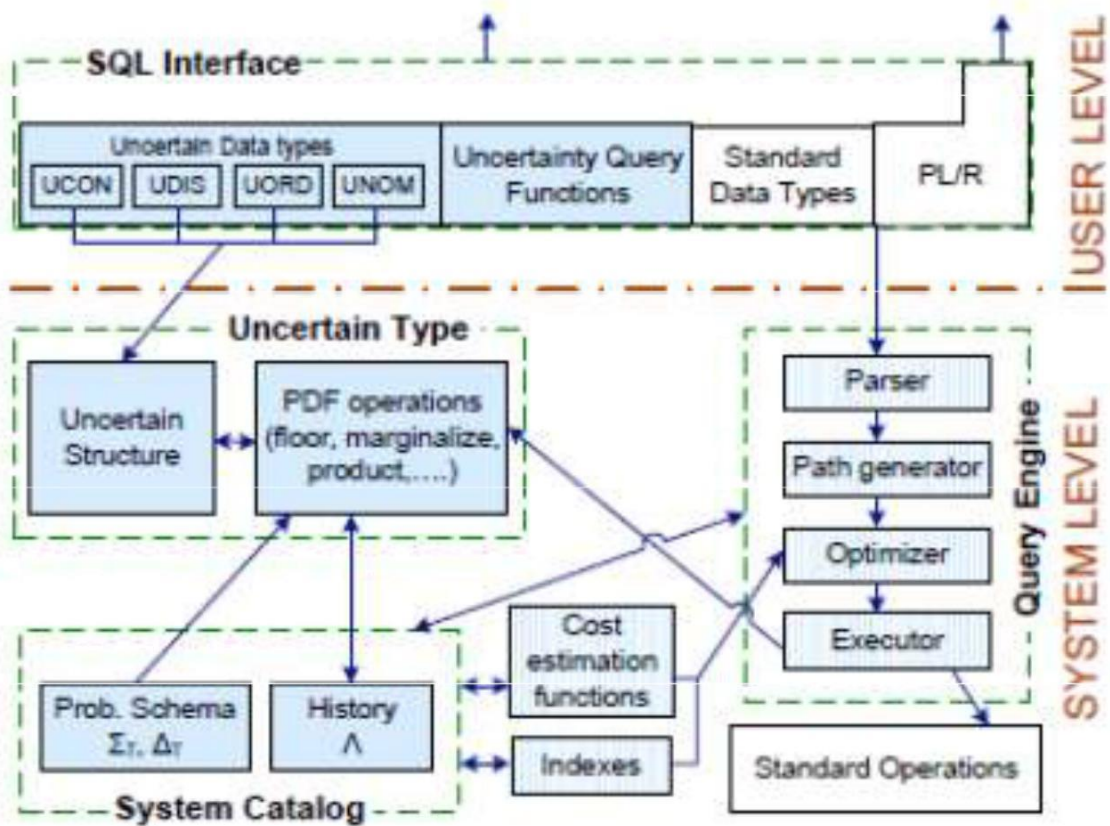 SQL Interface
Uncertain Data types
UCON
UDIS
UORD
UNOM
Uncertainty Query
Functions
Standard
Data Types
PL/R
USER LEVEL
Uncertain Type
Uncertain
Structure
PDF operations
(floor, marginalize,
product,....)
Parser
Path generator
Optimizer
Executor
Query Engine
SYSTEM LEVEL
Cost
estimation
functions
Prob. Schema
Σ_T, Δ_T
History
Λ
Indexes
Standard Operations
System Catalog